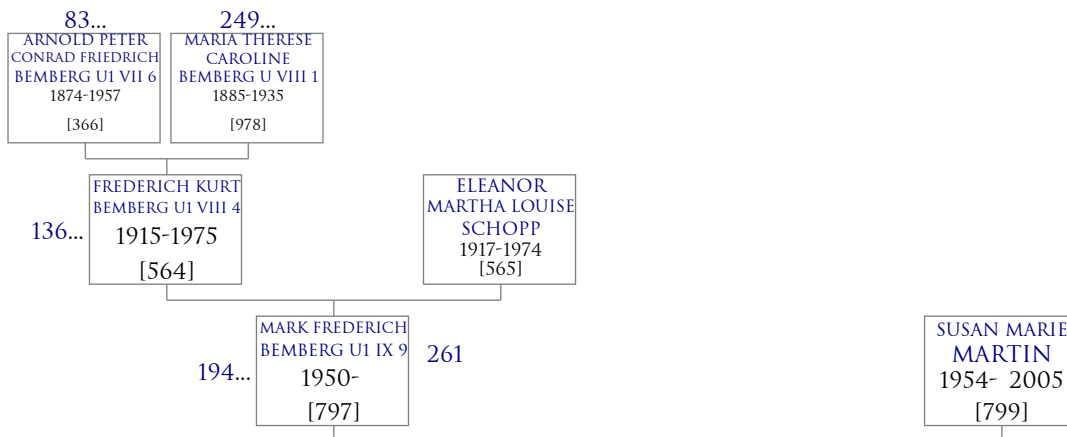 83...
249...
ARNOLD PETER
CONRAD FRIEDRICH
BEMBERG U1 VII 6
1874-1957
[366]
MARIA THERESE
CAROLINE
BEMBERG U VIII 1
1885-1935
[978]
136...
FREDERICH KURT
BEMBERG U1 VIII 4
1915-1975
[564]
ELEANOR
MARTHA LOUISE
SCHOPP
1917-1974
[565]
194...
MARK FREDERICH
BEMBERG U1 IX 9
1950-
[797]
261
SUSAN MARIE
MARTIN
1954- 2005
[799]